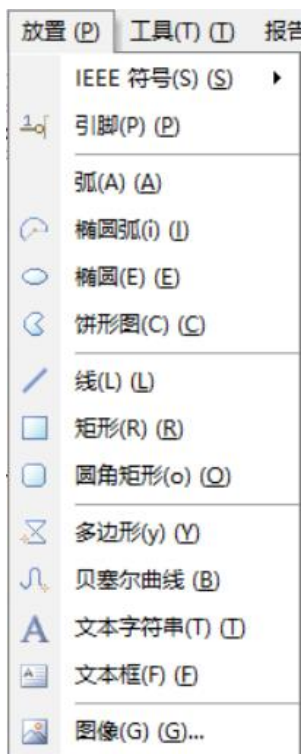 放置 (P) 工具(T) (T) 报告
IEEE 符号(S) (S)
引脚(P) (P)
弧(A) (A)
椭圆弧(i) (I)
椭圆(E) (E)
饼形图(C) (C)
线(L) (L)
矩形(R) (R)
圆角矩形(o) (O)
多边形(y) (Y)
贝塞尔曲线 (B)
文本字符串(T) (T)
文本框(F) (F)
图像(G) (G)...